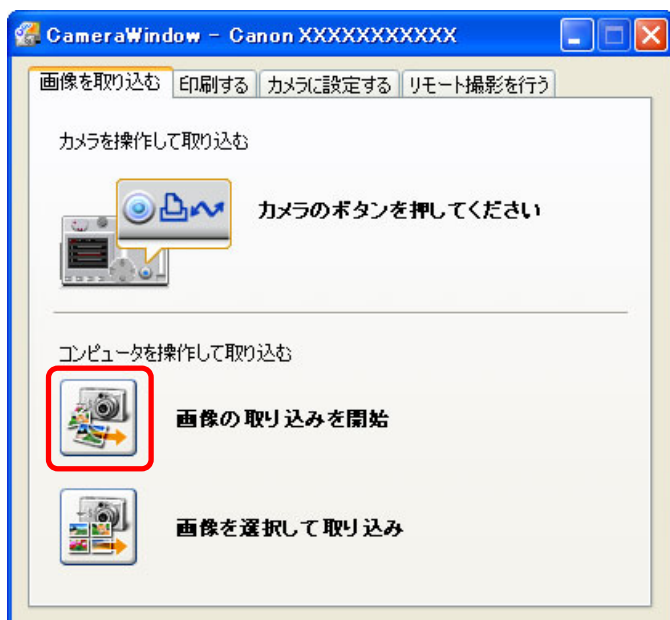 CameraWindow - Canon XXXXXXXXXXX
画像を取り込む 印刷する カメラに設定する リモート撮影を行う
カメラを操作して取り込む
カメラのボタンを押してください
コンピュータを操作して取り込む
画像の取り込みを開始
画像を選択して取り込み